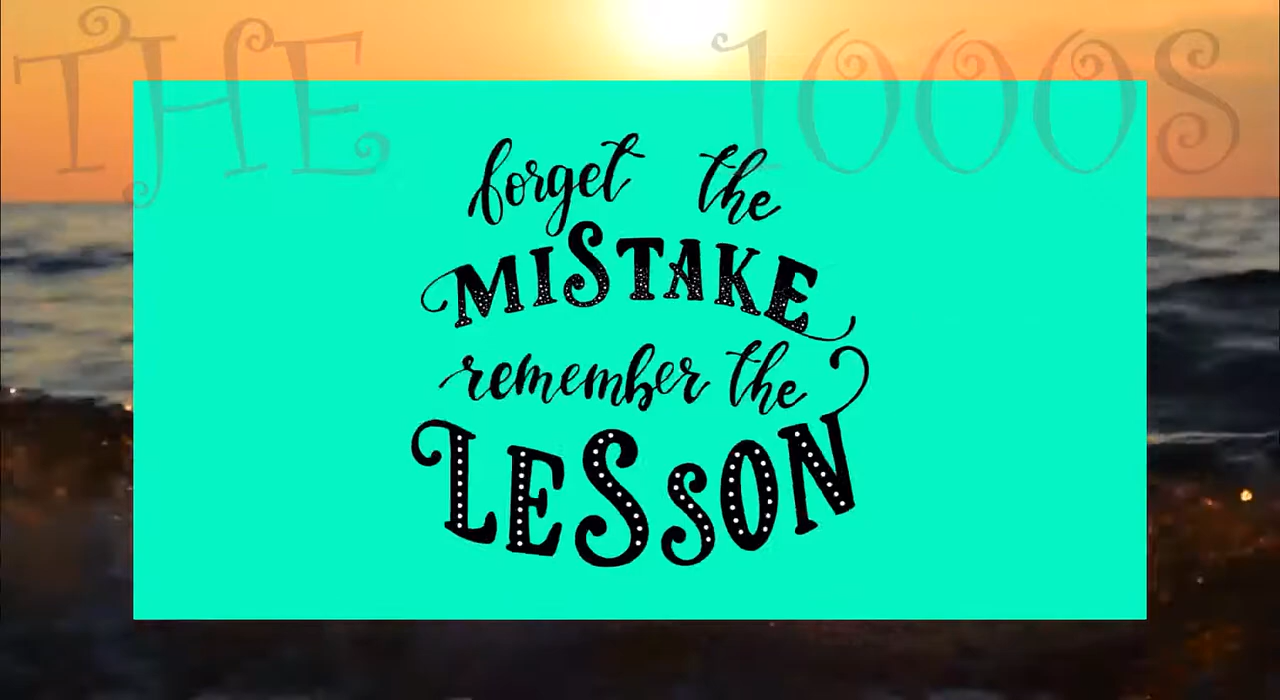 THE 1000S
forget the
MISTAKE
remember the
LESSON